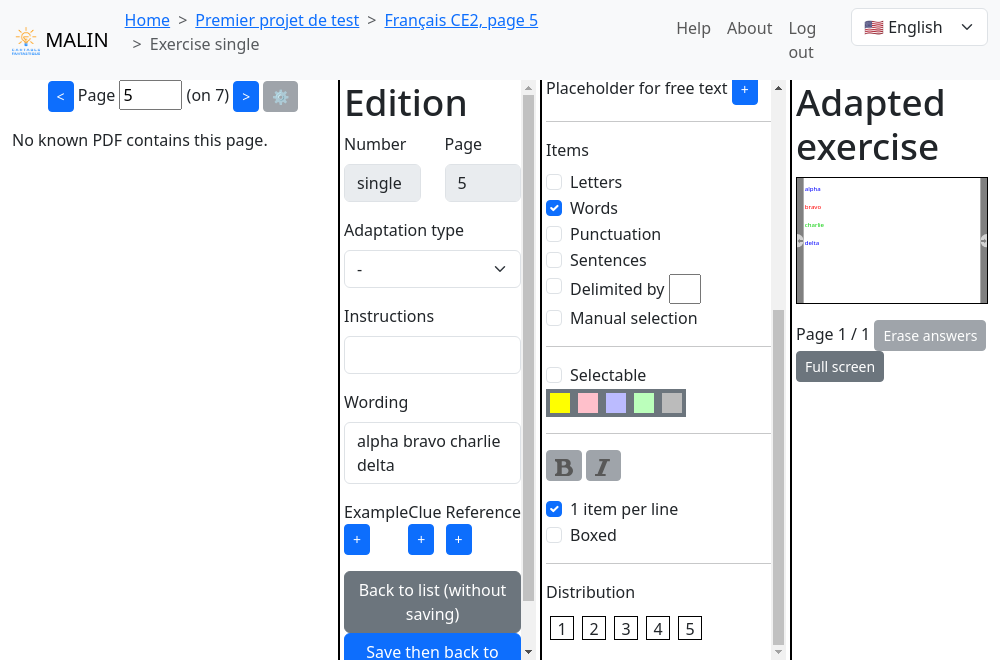 MALIN
Home > Premier projet de test > Français CE2, page 5
> Exercise single
Help About Log out
🇺🇸 English
< Page 5 (on 7) > ⚙️
No known PDF contains this page.
Edition
Number Page
single 5
Adaptation type
-
Instructions
Wording
alpha bravo charlie
delta
Example Clue Reference
+ + +
Back to list (without
saving)
Save then back to
Placeholder for free text +
Items
Letters
Words
Punctuation
Sentences
Delimited by
Manual selection
Selectable
B I
1 item per line
Boxed
Distribution
1 2 3 4 5
Adapted
exercise
alpha
bravo
charlie
delta
Page 1 / 1 Erase answers
Full screen